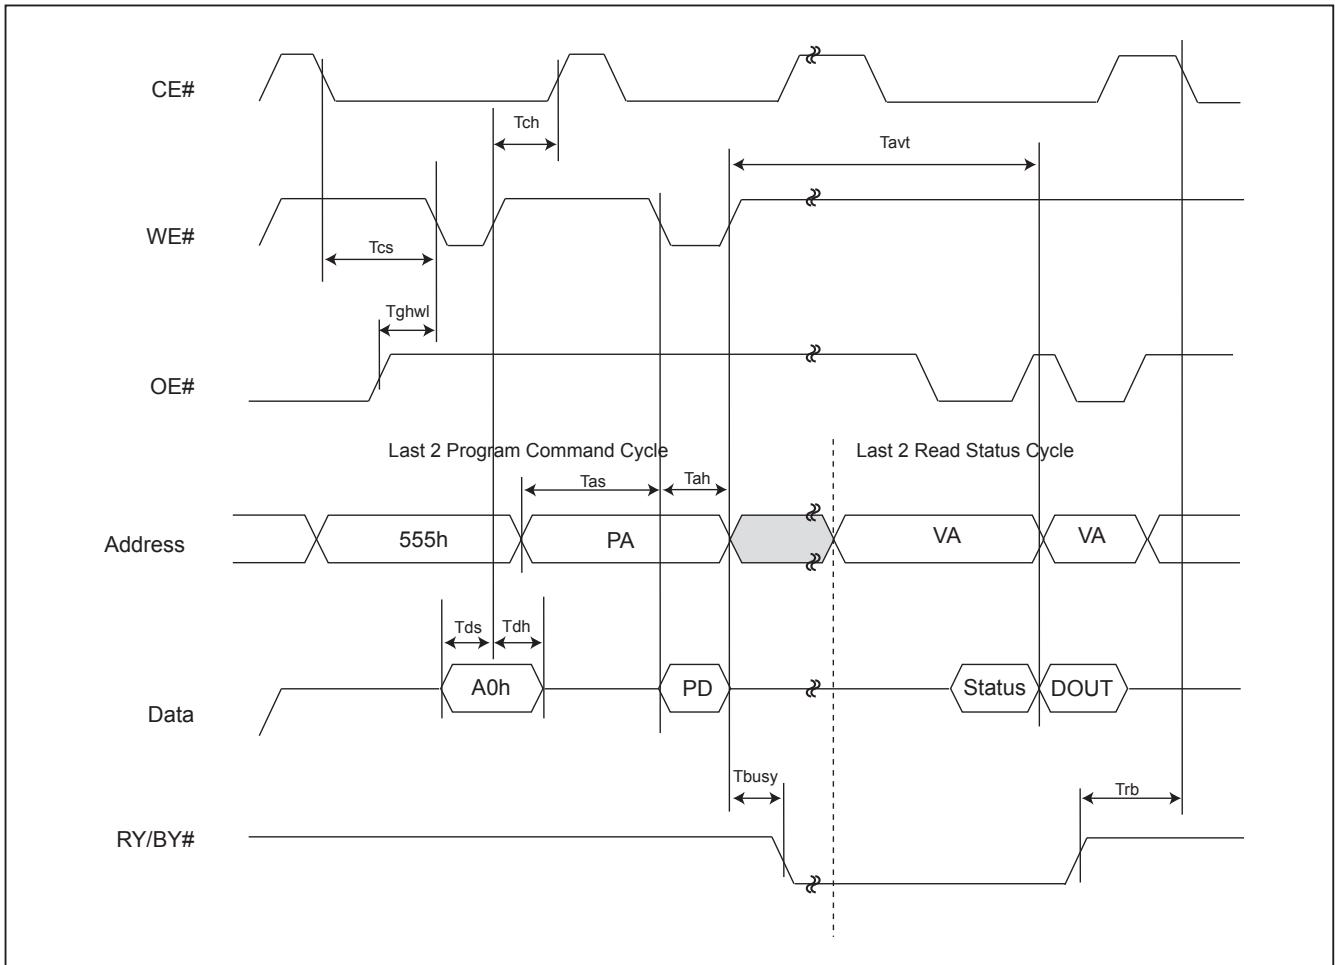 CE#
Tch
Tavt
WE#
Tcs
Tghwl
OE#
Last 2 Program Command Cycle
Last 2 Read Status Cycle
Tas
Tah
Address
555h
PA
VA
VA
Tds
Tdh
Data
A0h
PD
Status
DOUT
Tbusy
Trb
RY/BY#